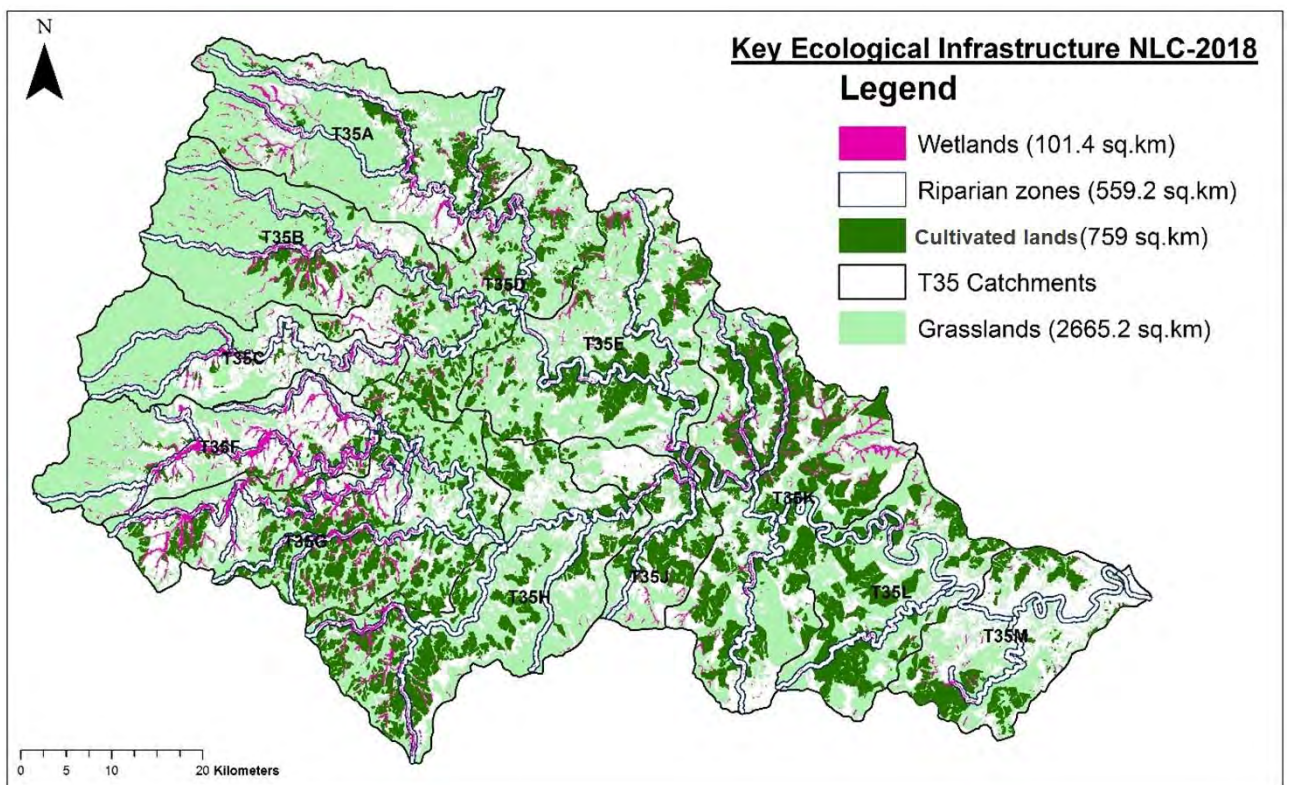 N
Key Ecological Infrastructure NLC-2018
Legend
Wetlands (101.4 sq.km)
Riparian zones (559.2 sq.km)
Cultivated lands (759 sq.km)
T35 Catchments
Grasslands (2665.2 sq.km)
T35A
T35B
T35D
T35E
T35C
T35F
T35K
T35G
T35J
T35H
T35L
T35M
0 5 10 20 Kilometers